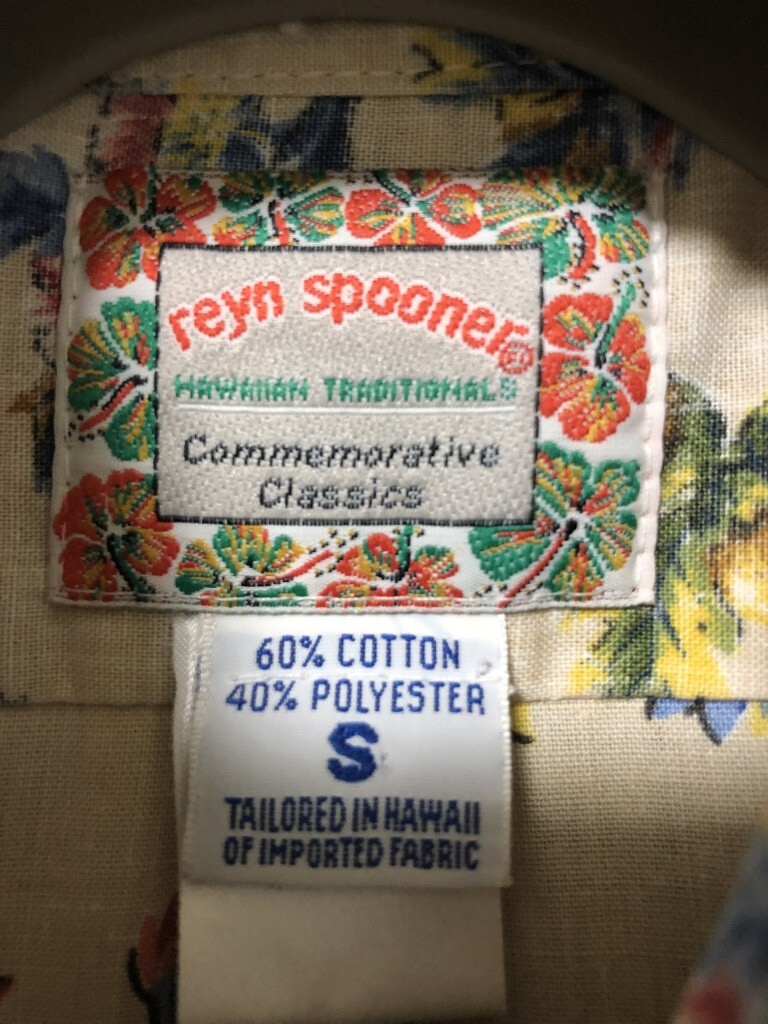 reyn spooner®
HAWAIIAN TRADITIONALS
Commemorative
Classics
60% COTTON
40% POLYESTER
S
TAILORED IN HAWAII
OF IMPORTED FABRIC